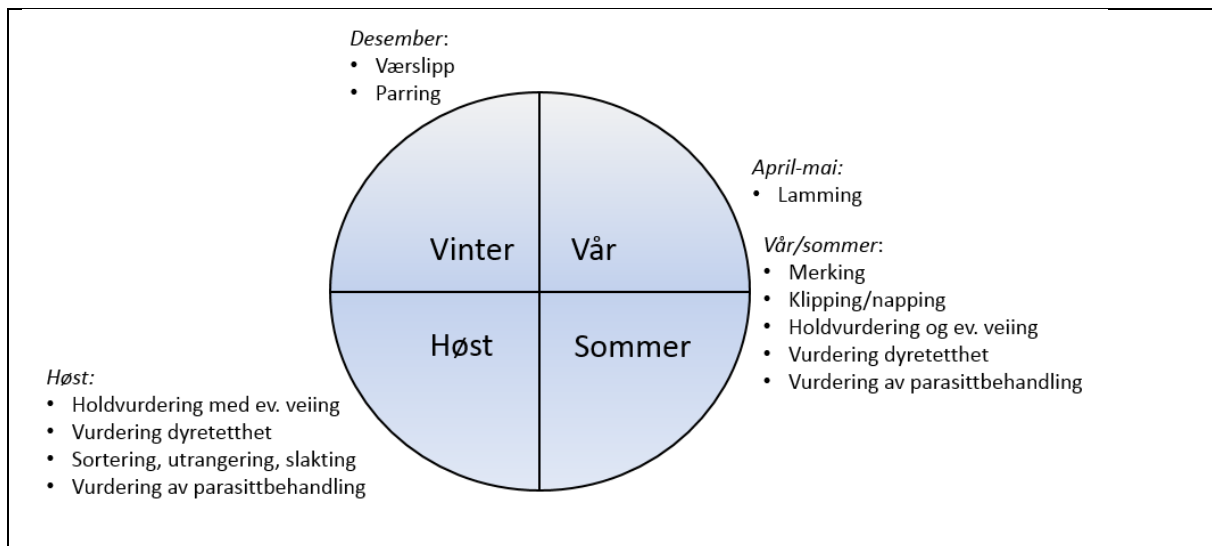 Desember:
• Værslipp
• Parring
April-mai:
• Lamming
Vår/sommer:
• Merking
• Klipping/napping
• Holdvurdering og ev. veiing
• Vurdering dyretetthet
• Vurdering av parasittbehandling
Vinter
Vår
Høst
Sommer
Høst:
• Holdvurdering med ev. veiing
• Vurdering dyretetthet
• Sortering, utrangering, slakting
• Vurdering av parasittbehandling